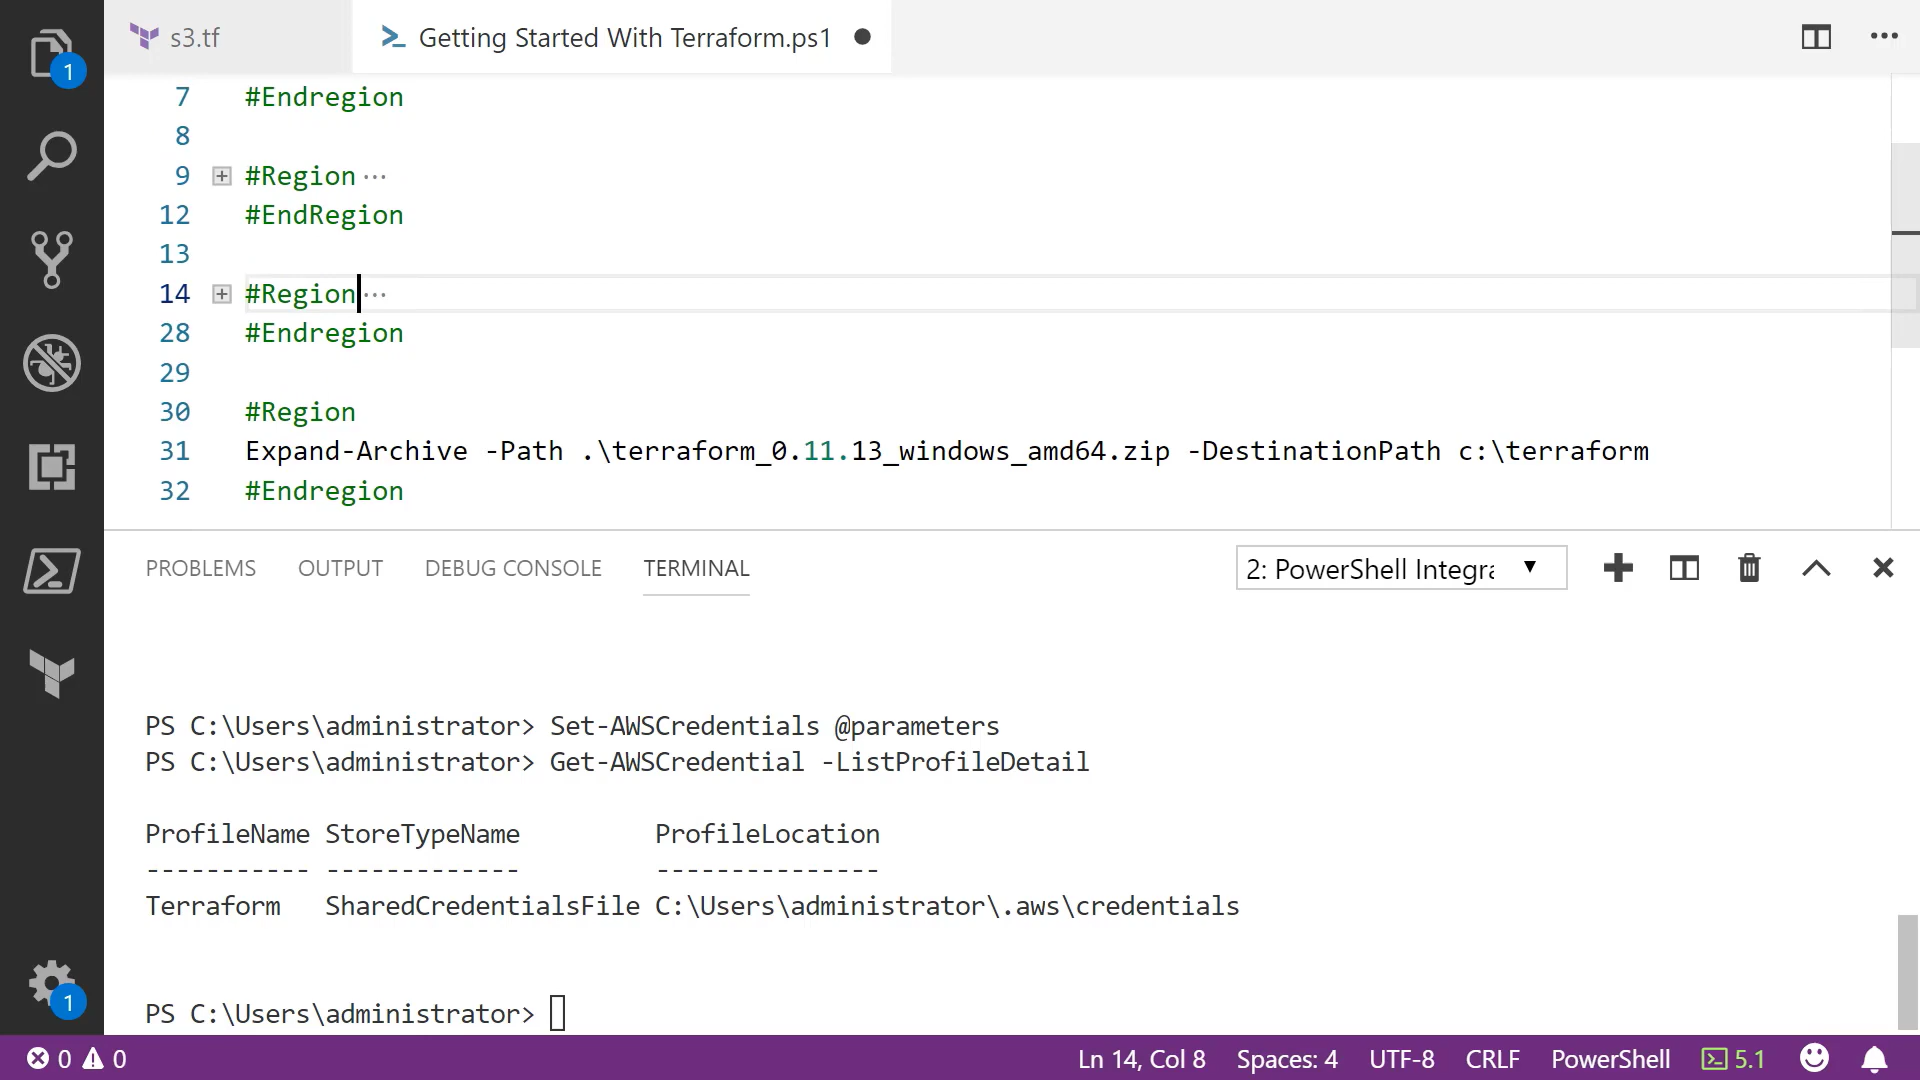 s3.tf
Getting Started With Terraform.ps1
1
7 #Endregion
8
9 #Region ···
12 #EndRegion
13
14 #Region ···
28 #Endregion
29
30 #Region
31 Expand-Archive -Path .\terraform_0.11.13_windows_amd64.zip -DestinationPath c:\terraform
32 #Endregion
PROBLEMS OUTPUT DEBUG CONSOLE TERMINAL 2: PowerShell Integra
PS C:\Users\administrator> Set-AWSCredentials @parameters
PS C:\Users\administrator> Get-AWSCredential -ListProfileDetail
ProfileName StoreTypeName ProfileLocation
----------- ------------- ---------------
Terraform SharedCredentialsFile C:\Users\administrator\.aws\credentials
PS C:\Users\administrator>
1
0 0 Ln 14, Col 8 Spaces: 4 UTF-8 CRLF PowerShell 5.1